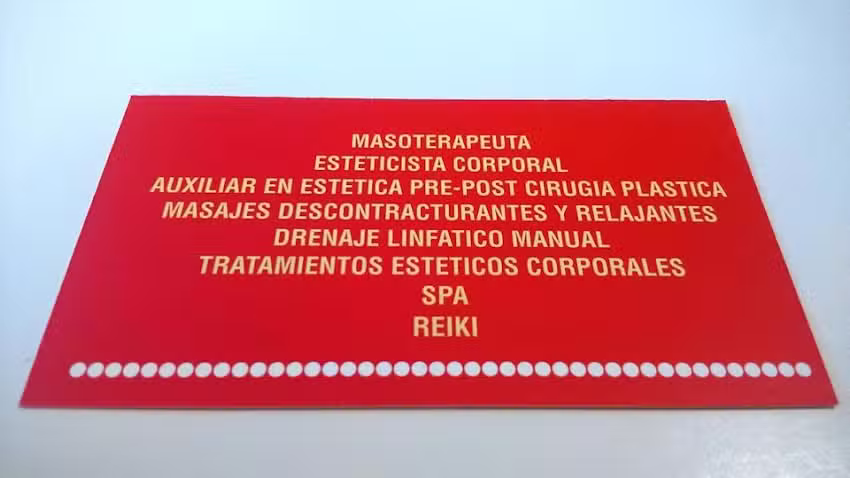 MASOTERAPEUTA
ESTETICISTA CORPORAL
AUXILIAR EN ESTETICA PRE-POST CIRUGIA PLASTICA
MASAJES DESCONTRACTURANTES Y RELAJANTES
DRENAJE LINFATICO MANUAL
TRATAMIENTOS ESTETICOS CORPORALES
SPA
REIKI